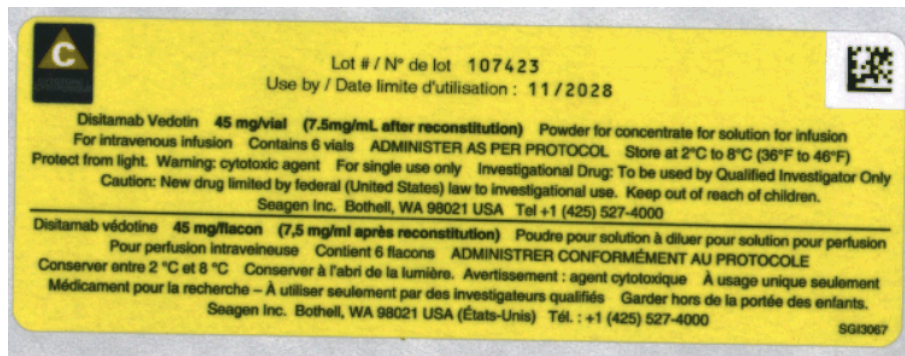 C
Lot # / N° de lot 107423
Use by / Date limite d'utilisation : 11/2028
Disitamab Vedotin 45 mg/vial (7.5mg/mL after reconstitution) Powder for concentrate for solution for infusion
For intravenous infusion Contains 6 vials ADMINISTER AS PER PROTOCOL Store at 2°C to 8°C (36°F to 46°F)
Protect from light. Warning: cytotoxic agent For single use only Investigational Drug: To be used by Qualified Investigator Only
Caution: New drug limited by federal (United States) law to investigational use. Keep out of reach of children.
Seagen Inc. Bothell, WA 98021 USA Tel +1 (425) 527-4000
Disitamab védotine 45 mg/flacon (7,5 mg/ml après reconstitution) Poudre pour solution à diluer pour solution pour perfusion
Pour perfusion intraveineuse Contient 6 flacons ADMINISTRER CONFORMÉMENT AU PROTOCOLE
Conserver entre 2 °C et 8 °C Conserver à l'abri de la lumière. Avertissement : agent cytotoxique À usage unique seulement
Médicament pour la recherche – À utiliser seulement par des investigateurs qualifiés Garder hors de la portée des enfants.
Seagen Inc. Bothell, WA 98021 USA (États-Unis) Tél. : +1 (425) 527-4000
SGI3067